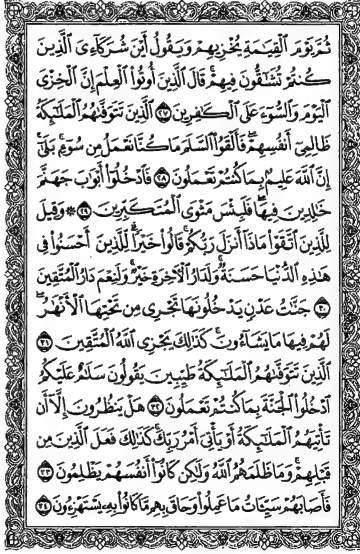 ثُمَّ يَوْمَ الْقِيَامَةِ يُخْزِيهِمْ وَيَقُولُ أَيْنَ شُرَكَاءِيَ الَّذِينَ
كُنتُمْ تُشَاقُّونَ فِيهِمْ قَالَ الَّذِينَ أُوتُوا الْعِلْمَ إِنَّ الْخِزْيَ
الْيَوْمَ وَالسُّوءَ عَلَى الْكَافِرِينَ ٢٧ الَّذِينَ تَتَوَفَّاهُمُ الْمَلَائِكَةُ
ظَالِمِي أَنفُسِهِمْ فَأَلْقَوُا السَّلَمَ مَا كُنَّا نَعْمَلُ مِن سُوءٍ بَلَى
إِنَّ اللَّهَ عَلِيمٌ بِمَا كُنتُمْ تَعْمَلُونَ ٢٨ فَادْخُلُوا أَبْوَابَ جَهَنَّمَ
خَالِدِينَ فِيهَا فَلَبِئْسَ مَثْوَى الْمُتَكَبِّرِينَ ٢٩ ۞ وَقِيلَ
لِلَّذِينَ اتَّقَوْا مَاذَا أَنزَلَ رَبُّكُمْ قَالُوا خَيْرًا لِّلَّذِينَ أَحْسَنُوا فِي
هَٰذِهِ الدُّنْيَا حَسَنَةٌ وَلَدَارُ الْآخِرَةِ خَيْرٌ وَلَنِعْمَ دَارُ الْمُتَّقِينَ
٣٠ جَنَّاتُ عَدْنٍ يَدْخُلُونَهَا تَجْرِي مِن تَحْتِهَا الْأَنْهَارُ
لَهُمْ فِيهَا مَا يَشَاءُونَ كَذَٰلِكَ يَجْزِي اللَّهُ الْمُتَّقِينَ ٣١
الَّذِينَ تَتَوَفَّاهُمُ الْمَلَائِكَةُ طَيِّبِينَ يَقُولُونَ سَلَامٌ عَلَيْكُمُ
ادْخُلُوا الْجَنَّةَ بِمَا كُنتُمْ تَعْمَلُونَ ٣٢ هَلْ يَنظُرُونَ إِلَّا أَن
تَأْتِيَهُمُ الْمَلَائِكَةُ أَوْ يَأْتِيَ أَمْرُ رَبِّكَ كَذَٰلِكَ فَعَلَ الَّذِينَ مِن
قَبْلِهِمْ وَمَا ظَلَمَهُمُ اللَّهُ وَلَٰكِن كَانُوا أَنفُسَهُمْ يَظْلِمُونَ ٣٣
فَأَصَابَهُمْ سَيِّئَاتُ مَا عَمِلُوا وَحَاقَ بِهِم مَّا كَانُوا بِهِ يَسْتَهْزِءُونَ ٣٤